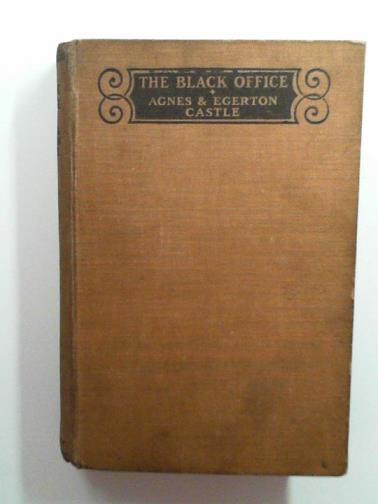 THE BLACK OFFICE
AGNES & EGERTON
CASTLE